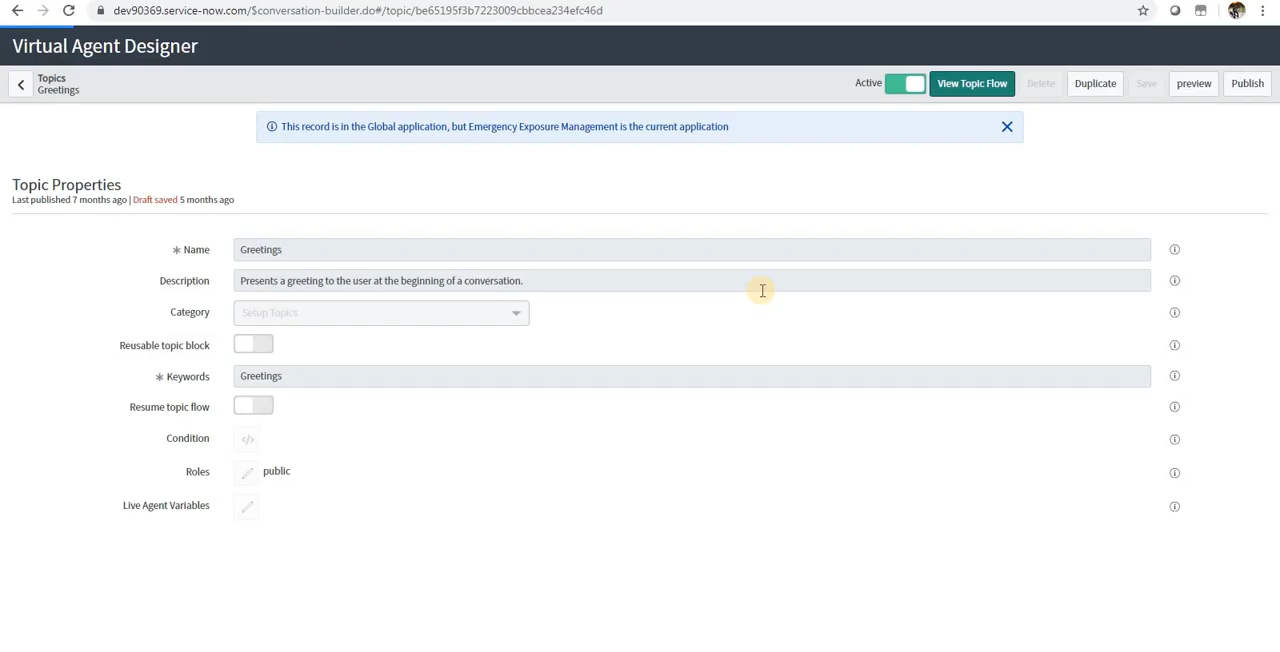 dev90369.service-now.com/$conversation-builder.do#/topic/be65195f3b7223009cbbcea234efc46d
Virtual Agent Designer
Topics
Greetings
Active
View Topic Flow
Delete
Duplicate
Save
preview
Publish
This record is in the Global application, but Emergency Exposure Management is the current application
Topic Properties
Last published 7 months ago | Draft saved 5 months ago
* Name
Greetings
Description
Presents a greeting to the user at the beginning of a conversation.
Category
Setup Topics
Reusable topic block
* Keywords
Greetings
Resume topic flow
Condition
</>
Roles
public
Live Agent Variables